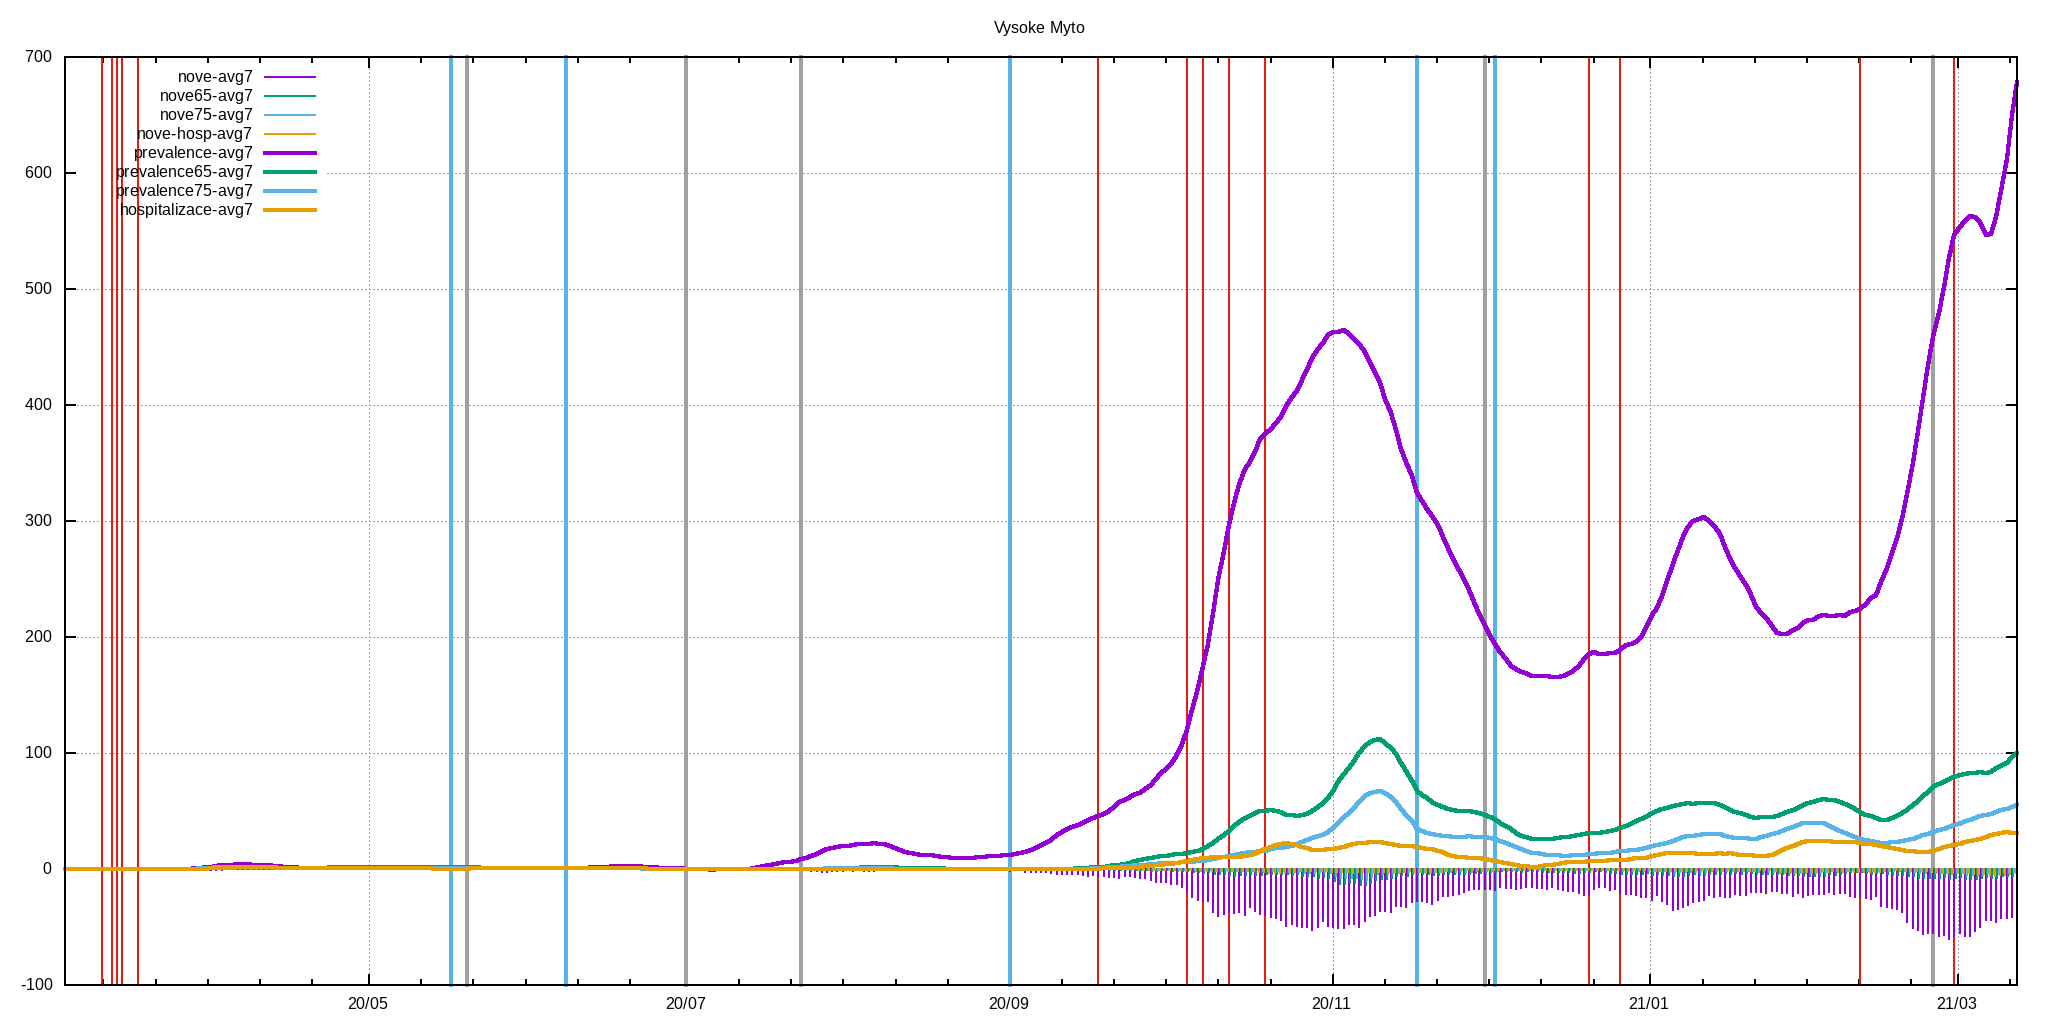 Vysoke Myto
700
600
500
400
300
200
100
0
-100
nove-avg7
nove65-avg7
nove75-avg7
nove-hosp-avg7
prevalence-avg7
prevalence65-avg7
prevalence75-avg7
hospitalizace-avg7
20/05 20/07 20/09 20/11 21/01 21/03